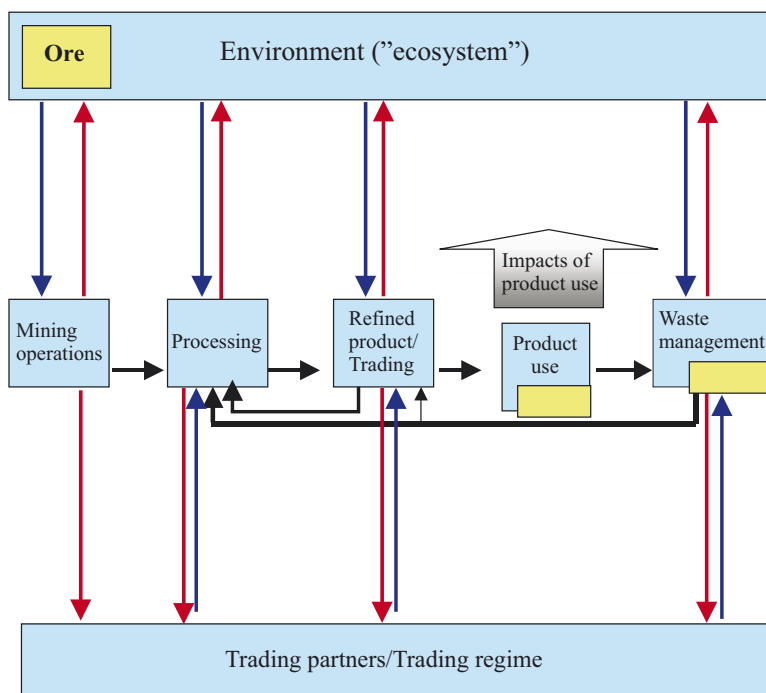 Ore
Environment (”ecosystem”)
Impacts of
product use
Mining
operations
Processing
Refined
product/
Trading
Product
use
Waste
management
Trading partners/Trading regime